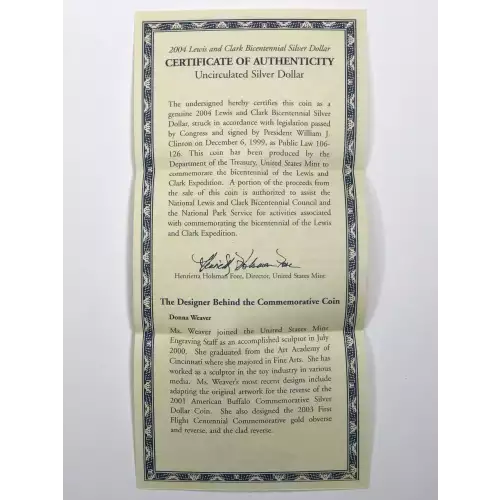 2004 Lewis and Clark Bicentennial Silver Dollar
CERTIFICATE OF AUTHENTICITY
Uncirculated Silver Dollar
The undersigned hereby certifies this coin as a
genuine 2004 Lewis and Clark Bicentennial Silver
Dollar, struck in accordance with legislation passed
by Congress and signed by President William J.
Clinton on December 6, 1999, as Public Law 106-
126. This coin has been produced by the
Department of the Treasury, United States Mint to
commemorate the bicentennial of the Lewis and
Clark Expedition. A portion of the proceeds from
the sale of this coin is authorized to assist the
National Lewis and Clark Bicentennial Council and
the National Park Service for activities associated
with commemorating the bicentennial of the Lewis
and Clark Expedition.
Henrietta Holsman Fore
Henrietta Holsman Fore, Director, United States Mint
The Designer Behind the Commemorative Coin
Donna Weaver
Ms. Weaver joined the United States Mint
Engraving Staff as an accomplished sculptor in July
2000. She graduated from the Art Academy of
Cincinnati where she majored in Fine Arts. She has
worked as a sculptor in the toy industry in various
media. Ms. Weaver's most recent designs include
adapting the original artwork for the reverse of the
2001 American Buffalo Commemorative Silver
Dollar Coin. She also designed the 2003 First
Flight Centennial Commemorative gold obverse
and reverse, and the clad reverse.